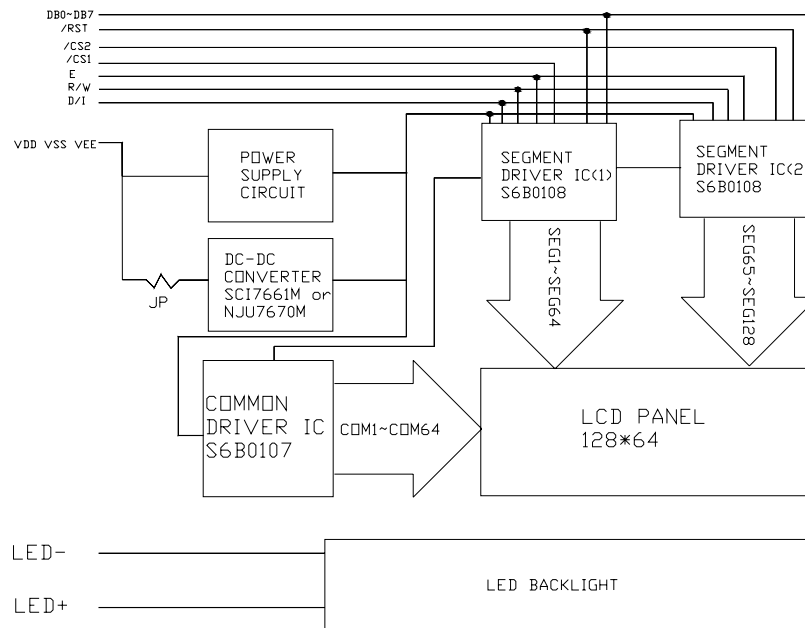 DB0~DB7
/RST
/CS2
/CS1
E
R/W
D/I
VDD VSS VEE
POWER
SUPPLY
CIRCUIT
SEGMENT
DRIVER IC(1)
S6B0108
SEGMENT
DRIVER IC(2
S6B0108
DC-DC
CONVERTER
SCI7661M or
NJU7670M
JP
SEG1~SEG64
SEG65~SEG128
COMMON
DRIVER IC
S6B0107
COM1~COM64
LCD PANEL
128*64
LED-
LED+
LED BACKLIGHT